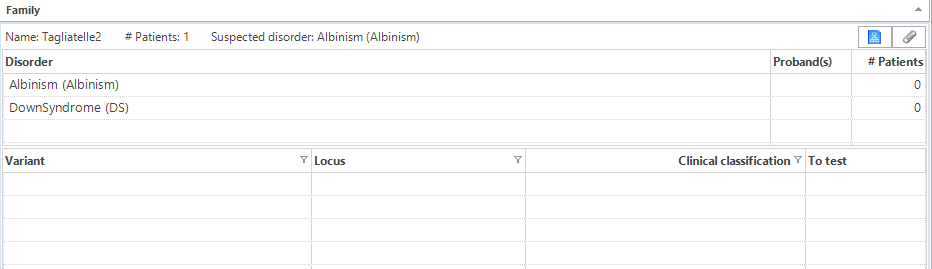 Family
Name: Tagliatelle2 # Patients: 1 Suspected disorder: Albinism (Albinism)
Disorder Proband(s) # Patients
Albinism (Albinism) 0
DownSyndrome (DS) 0
Variant Locus Clinical classification To test